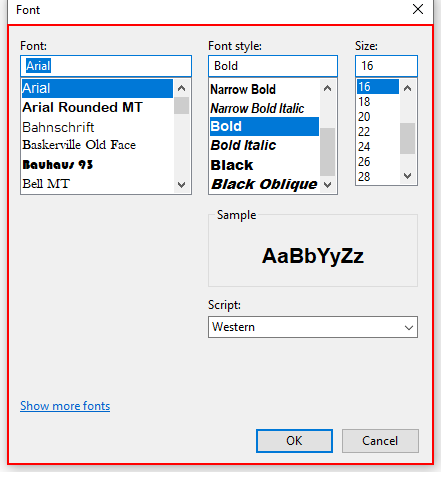 Font
Font:
Arial
Arial
Arial Rounded MT
Bahnschrift
Baskerville Old Face
Bauhaus 93
Bell MT
Font style:
Bold
Narrow Bold
Narrow Bold Italic
Bold
Bold Italic
Black
Black Oblique
Size:
16
16
18
20
22
24
26
28
Sample
AaBbYyZz
Script:
Western
Show more fonts
OK
Cancel